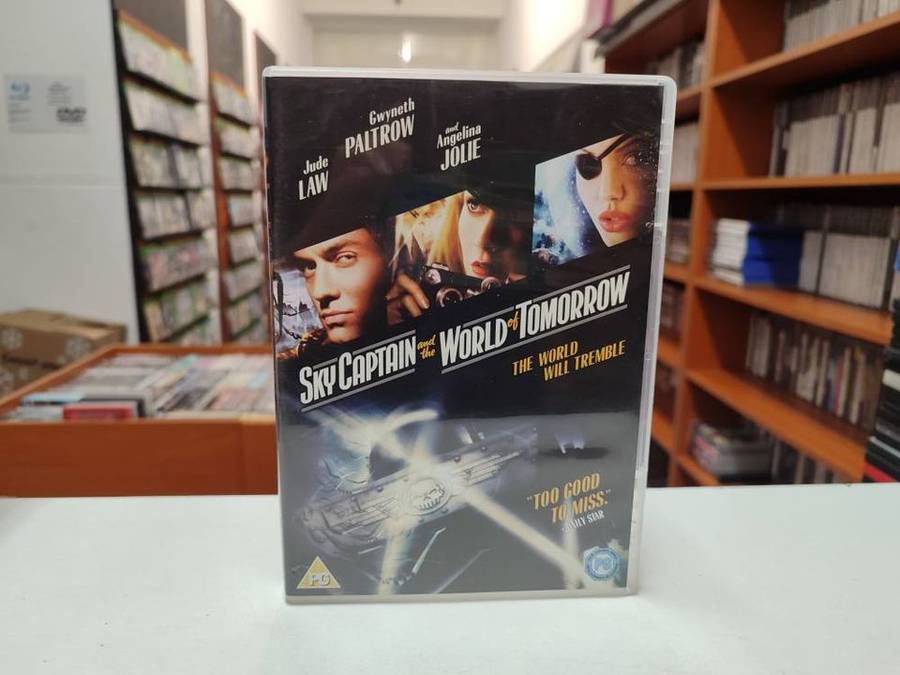 Jude
LAW
Gwyneth
PALTROW
and
Angelina
JOLIE
SKY CAPTAIN and the WORLD of TOMORROW
THE WORLD
WILL TREMBLE
"TOO GOOD
TO MISS."
DAILY STAR
PG
PG